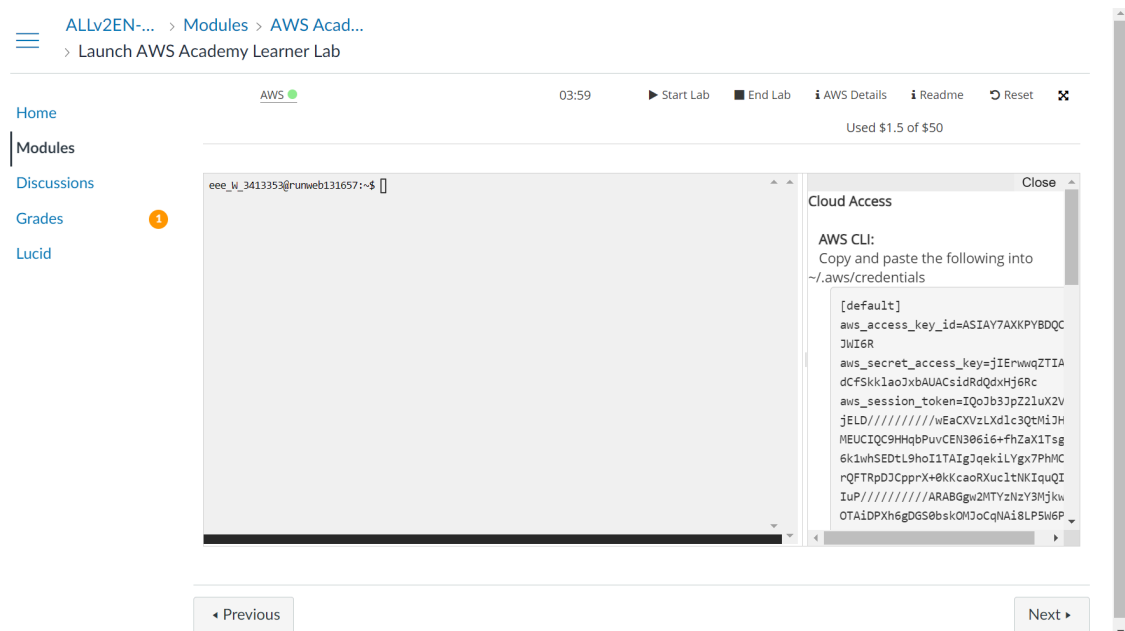 ALLv2EN-... > Modules > AWS Acad...
> Launch AWS Academy Learner Lab
AWS
03:59
Start Lab
End Lab
AWS Details
Readme
Reset
Used $1.5 of $50
Home
Modules
Discussions
Grades
1
Lucid
eee_W_3413353@runweb131657:~$
Close
Cloud Access
AWS CLI:
Copy and paste the following into
~/.aws/credentials
[default]
aws_access_key_id=ASIAY7AXKPYBDQC
JWI6R
aws_secret_access_key=jIErwwqZTIA
dCfSkklaoJxbAUACsidRdQdxHj6Rc
aws_session_token=IQoJb3JpZ2luX2V
jELD//////////wEaCXVzLXdlc3QtMiJH
MEUCIQC9HHqbPuvCEN306i6+fhZaX1Tsg
6k1whSEDtL9hoI1TAIgJqekiLYgx7PhMC
rQFTRpDJCpprX+0kKcaoRXucltNKIquQI
IuP//////////ARABGgw2MTYzNzY3Mjkw
OTAiDPXh6gDGS0bskOMJoCqNAi8LP5W6P
Previous
Next